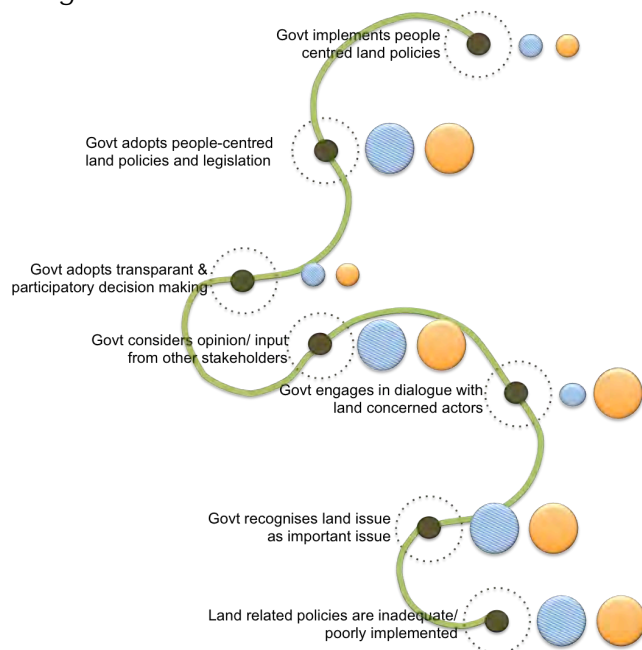 Govt implements people
centred land policies
Govt adopts people-centred
land policies and legislation
Govt adopts transparant &
participatory decision making
Govt considers opinion/ input
from other stakeholders
Govt engages in dialogue with
land concerned actors
Govt recognises land issue
as important issue
Land related policies are inadequate/
poorly implemented